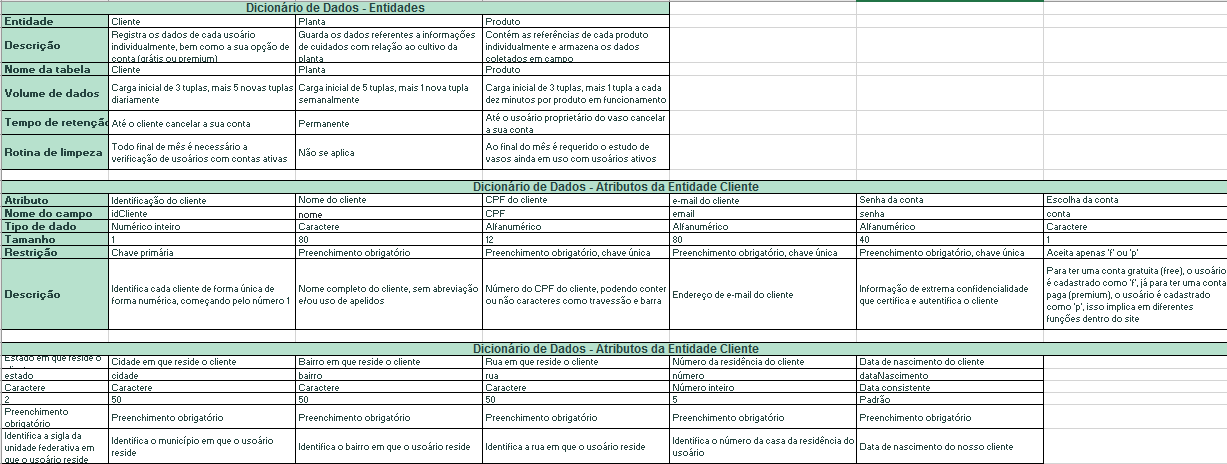 Dicionário de Dados - Entidades
Entidade Cliente Planta Produto
Descrição
Registra os dados de cada usoário
individualmente, bem como a sua opção de
conta (grátis ou premium)
Guarda os dados referentes a informações
de cuidados com relação ao cultivo da
planta
Contém as referências de cada produto
individualmente e armazena os dados
coletados em campo
Nome da tabela Cliente Planta Produto
Volume de dados
Carga inicial de 3 tuplas, mais 5 novas tuplas
diariamente
Carga inicial de 5 tuplas, mais 1 nova tupla
semanalmente
Carga inicial de 3 tuplas, mais 1 tupla a cada
dez minutos por produto em funcionamento
Tempo de retençã
Até o cliente cancelar a sua conta
Permanente
Até o usuário proprietário do vaso cancelar
a sua conta
Rotina de limpeza
Todo final de mês é necessário a
verificação de usoários com contas ativas
Não se aplica
Ao final do mês é requerido o estudo de
vasos ainda em uso com usoários ativos
Dicionário de Dados - Atributos da Entidade Cliente
Atributo Identificação do cliente Nome do cliente CPF do cliente e-mail do cliente Senha da conta Escolha da conta
Nome do campo idCliente nome CPF email senha conta
Tipo de dado Numérico inteiro Caractere Alfanumérico Alfanumérico Alfanumérico Caractere
Tamanho 1 80 12 80 40 1
Restrição Chave primária Preenchimento obrigatório Preenchimento obrigatório, chave única Preenchimento obrigatório, chave única Preenchimento obrigatório, chave única Aceita apenas 'f' ou 'p'
Descrição
Identifica cada cliente de forma única de
forma numérica, começando pelo número 1
Nome completo do cliente, sem abreviação
e/ou uso de apelidos
Número do CPF do cliente, podendo conter
ou não caracteres como travessão e barra
Endereço de e-mail do cliente
Informação de extrema confidencialidade
que certifica e autentifica o cliente
Para ter uma conta gratuita (free), o usoário
é cadastrado como 'f', já para ter uma conta
paga (premium), o usoário é cadastrado
como 'p', isso implica em diferentes
funções dentro do site
Dicionário de Dados - Atributos da Entidade Cliente
Estado em que reside o Cidade em que reside o cliente Bairro em que reside o cliente Rua em que reside o cliente Número da residência do cliente Data de nascimento do cliente
estado cidade bairro rua número dataNascimento
Caractere Caractere Caractere Caractere Número inteiro Data consistente
2 50 50 50 5 Padrão
Preenchimento
obrigatório
Preenchimento obrigatório Preenchimento obrigatório Preenchimento obrigatório Preenchimento obrigatório Preenchimento obrigatório
Identifica a sigla da
unidade federativa em
que o usoário reside
Identifica o município em que o usoário
reside
Identifica o bairro em que o usoário reside
Identifica a rua em que o usoário reside
Identifica o número da casa da residência do
usoário
Data de nascimento do nosso cliente